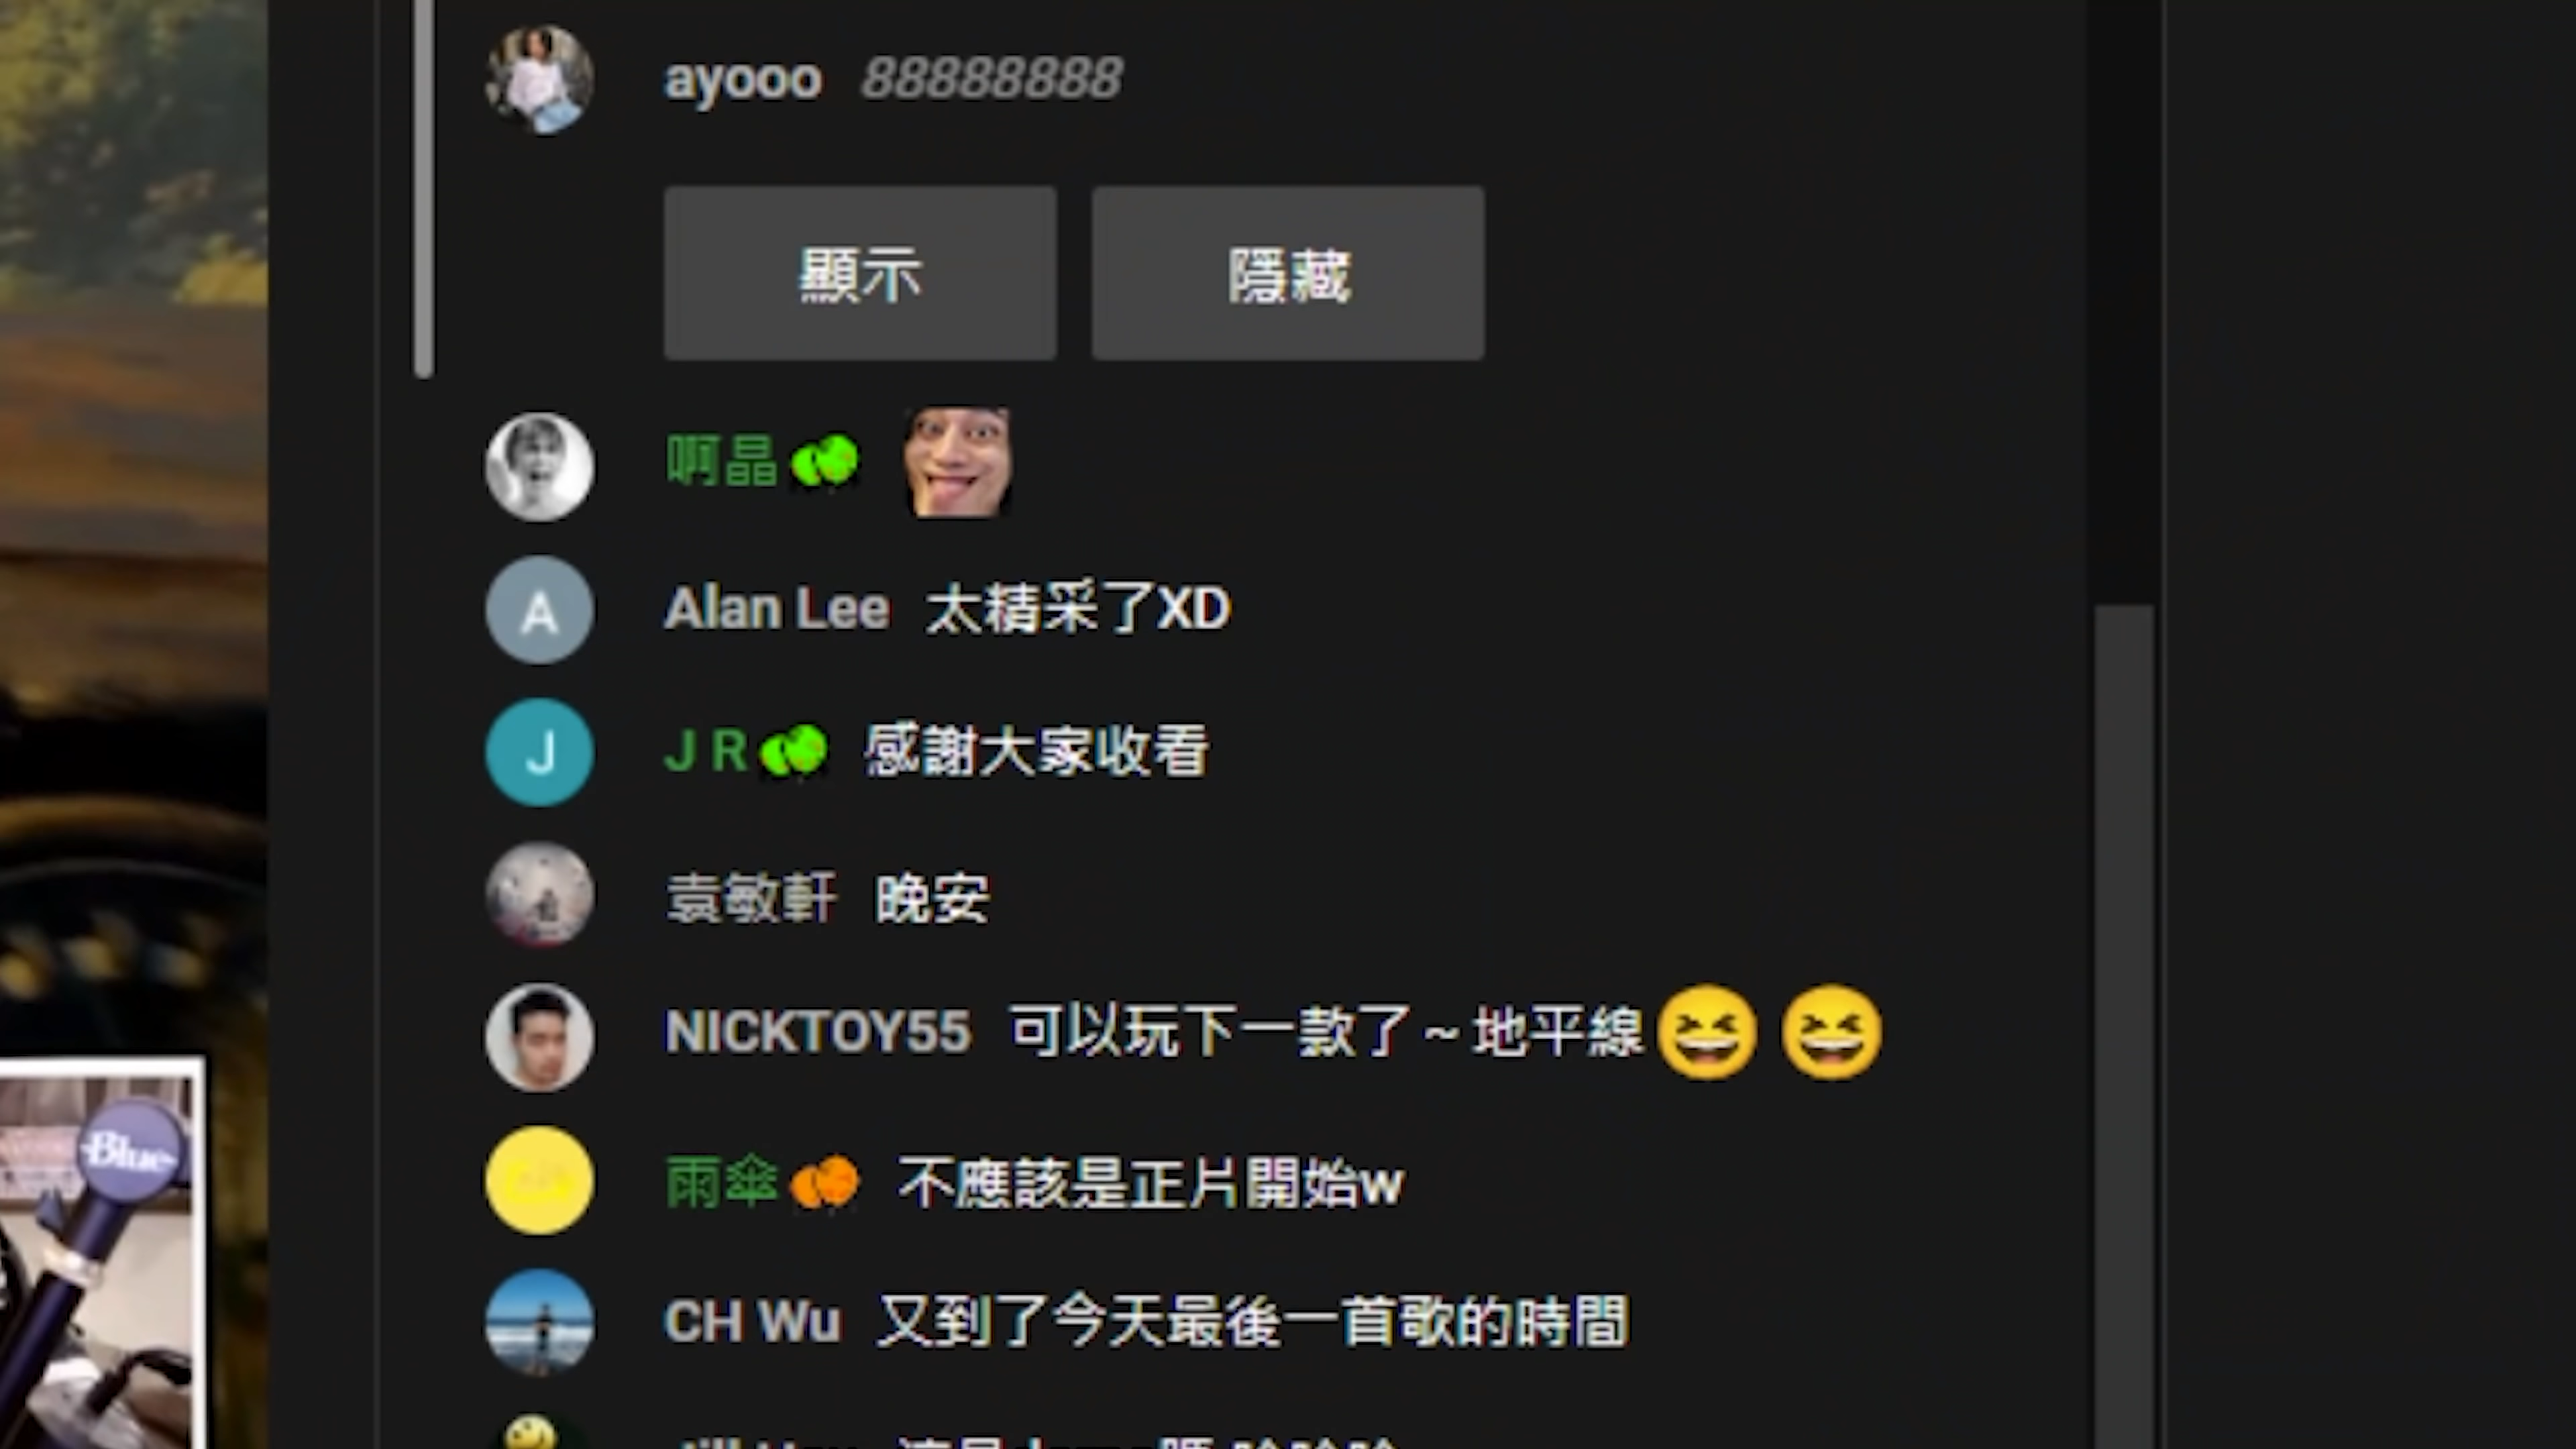 ayooo 88888888
顯示 隱藏
啊晶
A Alan Lee 太精采了XD
J J R 感謝大家收看
袁敏軒 晚安
NICKTOY55 可以玩下一款了~地平線😆😆
Blue
雨傘 不應該是正片開始w
CH Wu 又到了今天最後一首歌的時間